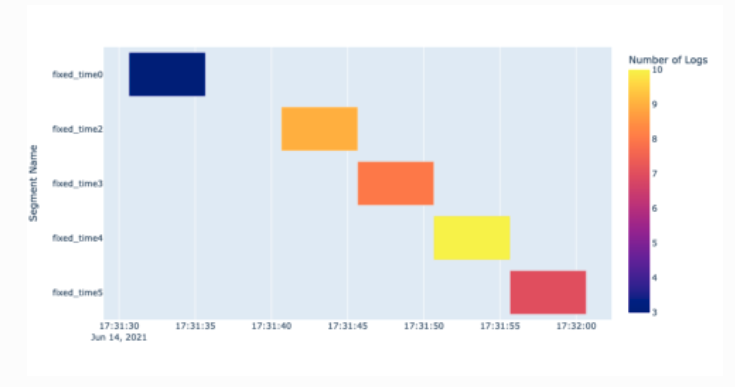 Number of Logs
10
9
8
7
6
5
4
3
Segment Name
fixed_time0
fixed_time2
fixed_time3
fixed_time4
fixed_time5
17:31:30 17:31:35 17:31:40 17:31:45 17:31:50 17:31:55 17:32:00
Jun 14, 2021